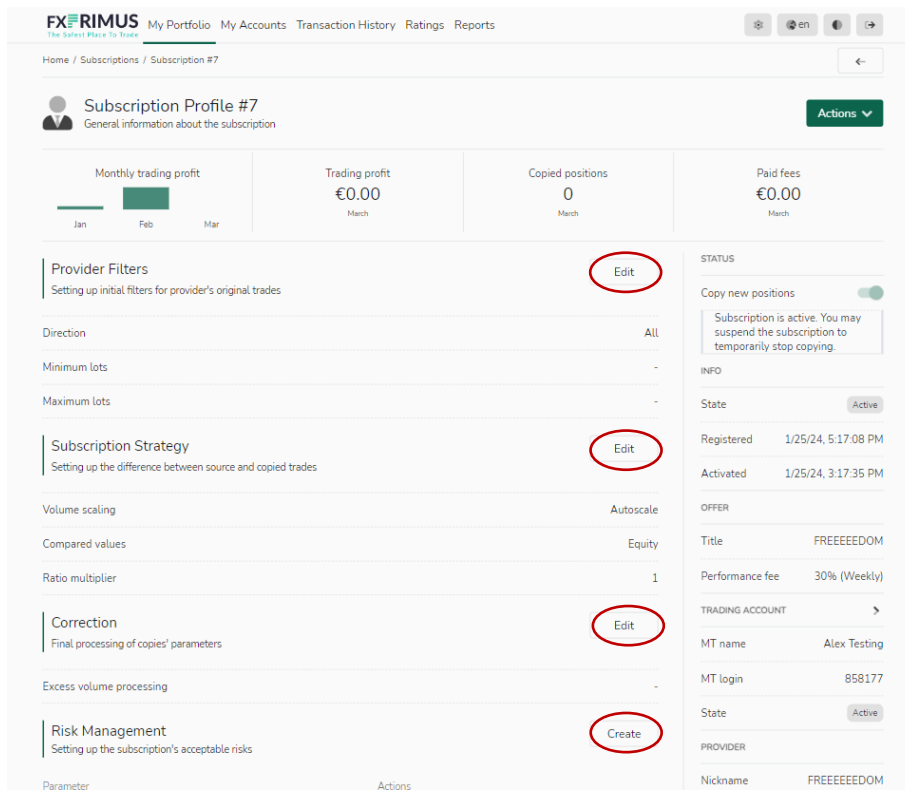 FXPRIMUS
The Safest Place To Trade
My Portfolio My Accounts Transaction History Ratings Reports
en
Home / Subscriptions / Subscription #7
Subscription Profile #7
General information about the subscription
Actions
Monthly trading profit
Jan Feb Mar
Trading profit
€0.00
March
Copied positions
0
March
Paid fees
€0.00
March
Provider Filters
Edit
Setting up initial filters for provider's original trades
Direction All
Minimum lots -
Maximum lots -
Subscription Strategy
Edit
Setting up the difference between source and copied trades
Volume scaling Autoscale
Compared values Equity
Ratio multiplier 1
Correction
Edit
Final processing of copies' parameters
Excess volume processing -
Risk Management
Create
Setting up the subscription's acceptable risks
Parameter Actions
STATUS
Copy new positions
Subscription is active. You may
suspend the subscription to
temporarily stop copying.
INFO
State Active
Registered 1/25/24, 5:17:08 PM
Activated 1/25/24, 3:17:35 PM
OFFER
Title FREEEEEDOM
Performance fee 30% (Weekly)
TRADING ACCOUNT
MT name Alex Testing
MT login 858177
State Active
PROVIDER
Nickname FREEEEEDOM